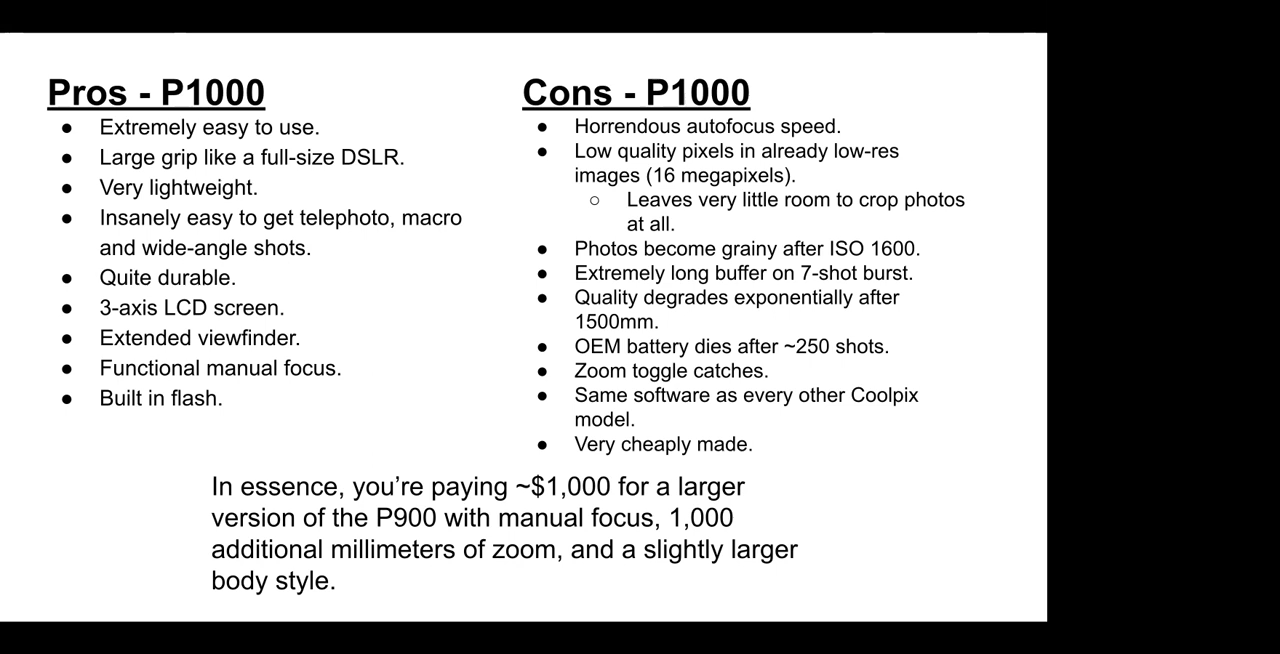 Pros - P1000
● Extremely easy to use.
● Large grip like a full-size DSLR.
● Very lightweight.
● Insanely easy to get telephoto, macro
and wide-angle shots.
● Quite durable.
● 3-axis LCD screen.
● Extended viewfinder.
● Functional manual focus.
● Built in flash.
Cons - P1000
● Horrendous autofocus speed.
● Low quality pixels in already low-res
images (16 megapixels).
○ Leaves very little room to crop photos
at all.
● Photos become grainy after ISO 1600.
● Extremely long buffer on 7-shot burst.
● Quality degrades exponentially after
1500mm.
● OEM battery dies after ~250 shots.
● Zoom toggle catches.
● Same software as every other Coolpix
model.
● Very cheaply made.
In essence, you’re paying ~$1,000 for a larger
version of the P900 with manual focus, 1,000
additional millimeters of zoom, and a slightly larger
body style.